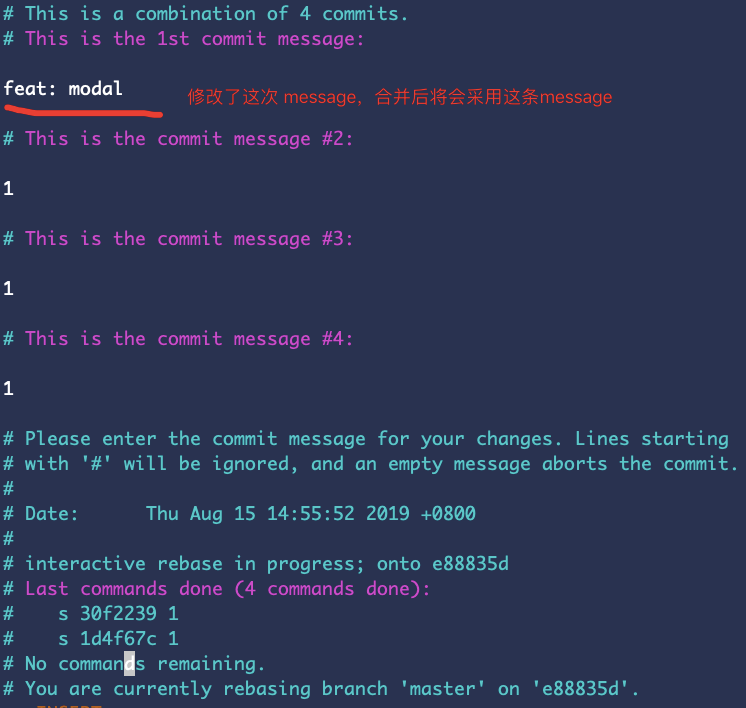 # This is a combination of 4 commits.
# This is the 1st commit message:
feat: modal
修改了这次 message，合并后将会采用这条message
# This is the commit message #2:
1
# This is the commit message #3:
1
# This is the commit message #4:
1
# Please enter the commit message for your changes. Lines starting
# with '#' will be ignored, and an empty message aborts the commit.
#
# Date:      Thu Aug 15 14:55:52 2019 +0800
#
# interactive rebase in progress; onto e88835d
# Last commands done (4 commands done):
#    s 30f2239 1
#    s 1d4f67c 1
# No commands remaining.
# You are currently rebasing branch 'master' on 'e88835d'.